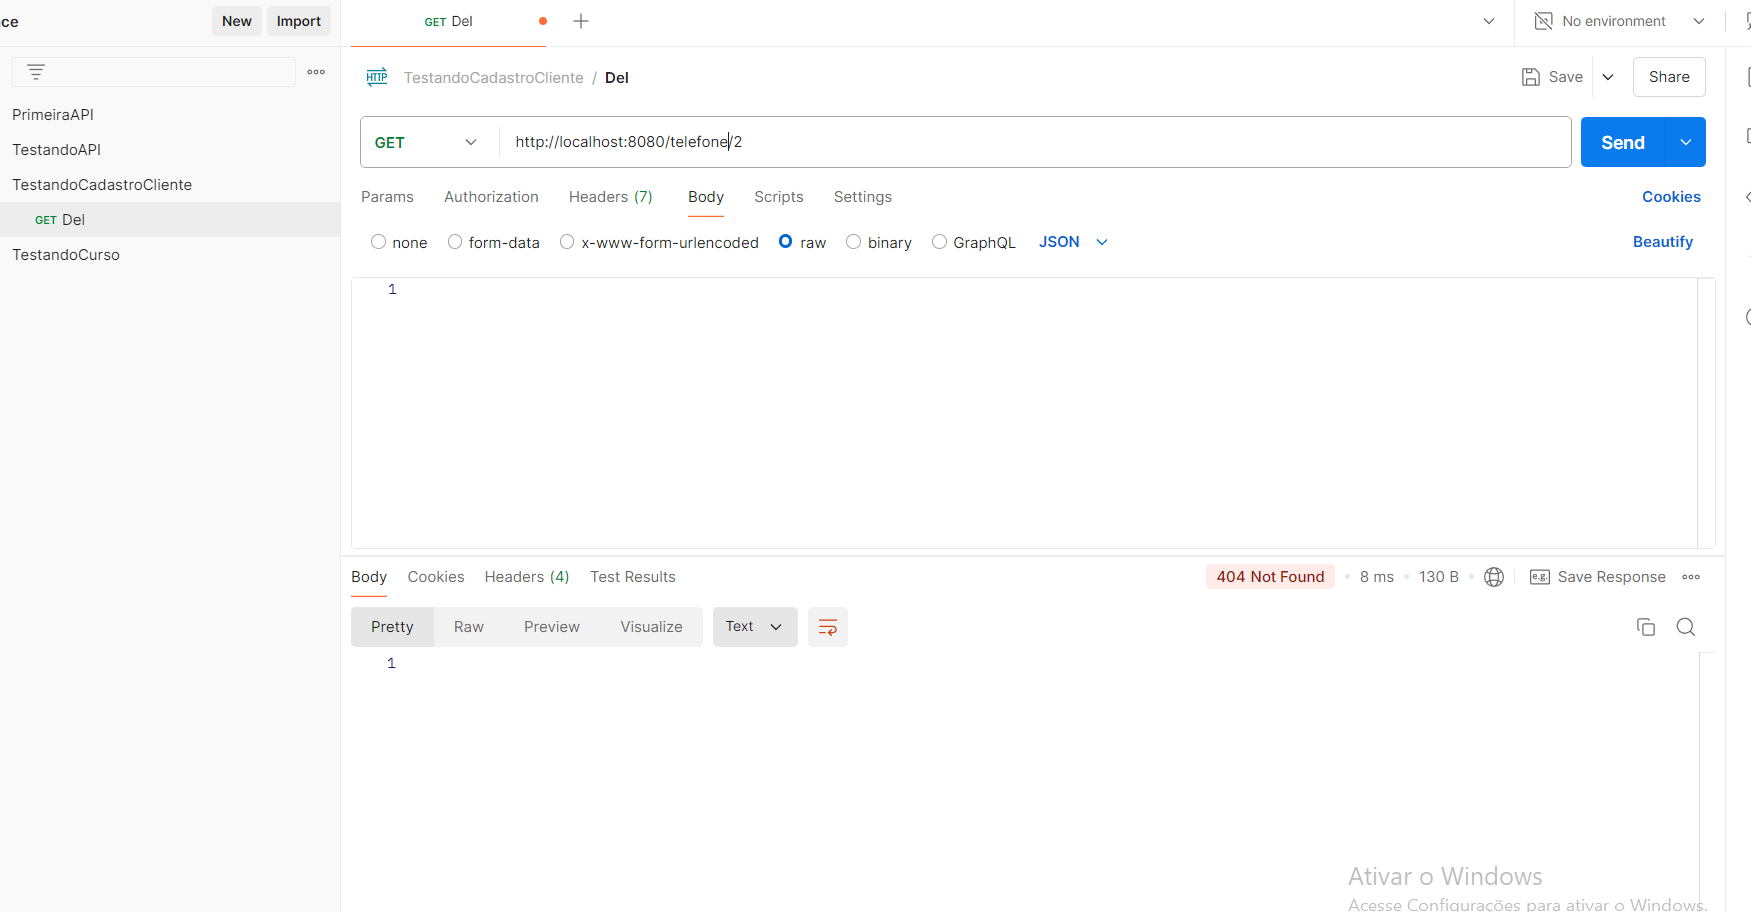 ce New Import GET Del No environment
TestandoCadastroCliente / Del Save Share
PrimeiraAPI
TestandoAPI
TestandoCadastroCliente
GET Del
TestandoCurso
GET http://localhost:8080/telefone/2 Send
Params Authorization Headers (7) Body Scripts Settings Cookies
none form-data x-www-form-urlencoded raw binary GraphQL JSON Beautify
1
Body Cookies Headers (4) Test Results 404 Not Found 8 ms 130 B e.g. Save Response
Pretty Raw Preview Visualize Text
1
Ativar o Windows
Acesse Configurações para ativar o Windows.